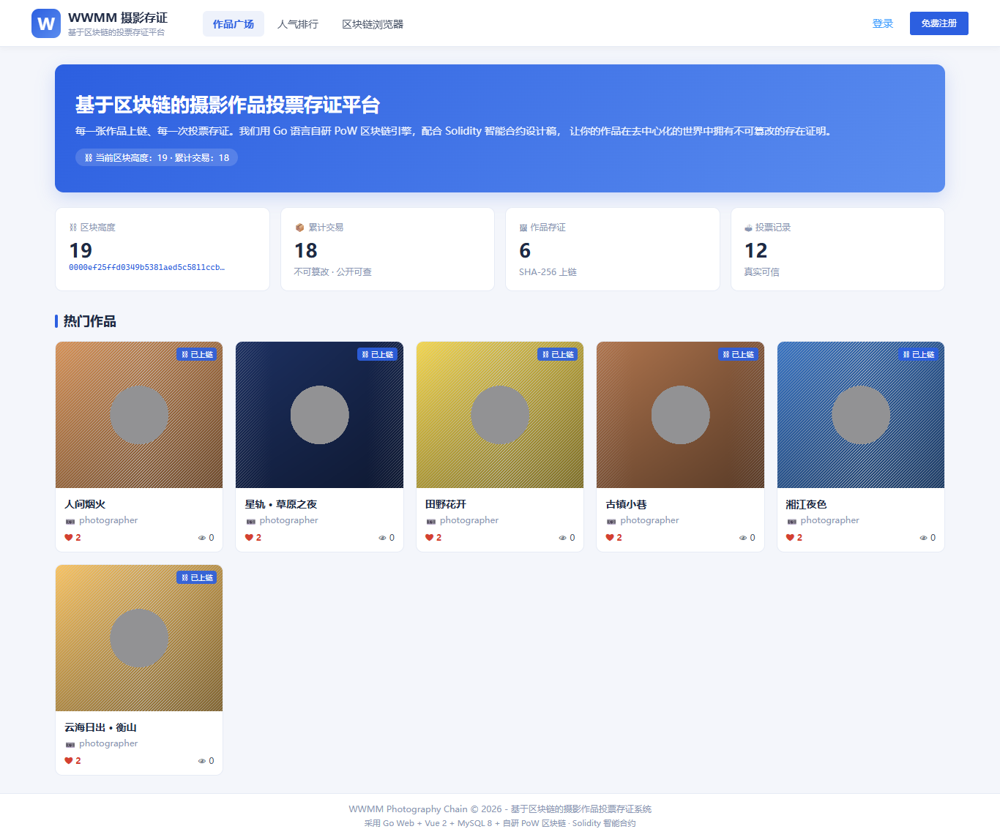 W
WWMM 摄影存证
基于区块链的投票存证平台
作品广场
人气排行
区块链浏览器
登录
免费注册
基于区块链的摄影作品投票存证平台
每一张作品上链、每一次投票存证。我们用 Go 语言自研 PoW 区块链引擎，配合 Solidity 智能合约设计稿， 让你的作品在去中心化的世界中拥有不可篡改的存在证明。
当前区块高度：19 · 累计交易：18
区块高度
19
0000ef25ffd0349b5381aed5c5811ccb…
累计交易
18
不可篡改 · 公开可查
作品存证
6
SHA-256 上链
投票记录
12
真实可信
热门作品
已上链
人间烟火
photographer
2
0
已上链
星轨 • 草原之夜
photographer
2
0
已上链
田野花开
photographer
2
0
已上链
古镇小巷
photographer
2
0
已上链
湘江夜色
photographer
2
0
已上链
云海日出 • 衡山
photographer
2
0
WWMM Photography Chain © 2026 - 基于区块链的摄影作品投票存证系统
采用 Go Web + Vue 2 + MySQL 8 + 自研 PoW 区块链 · Solidity 智能合约